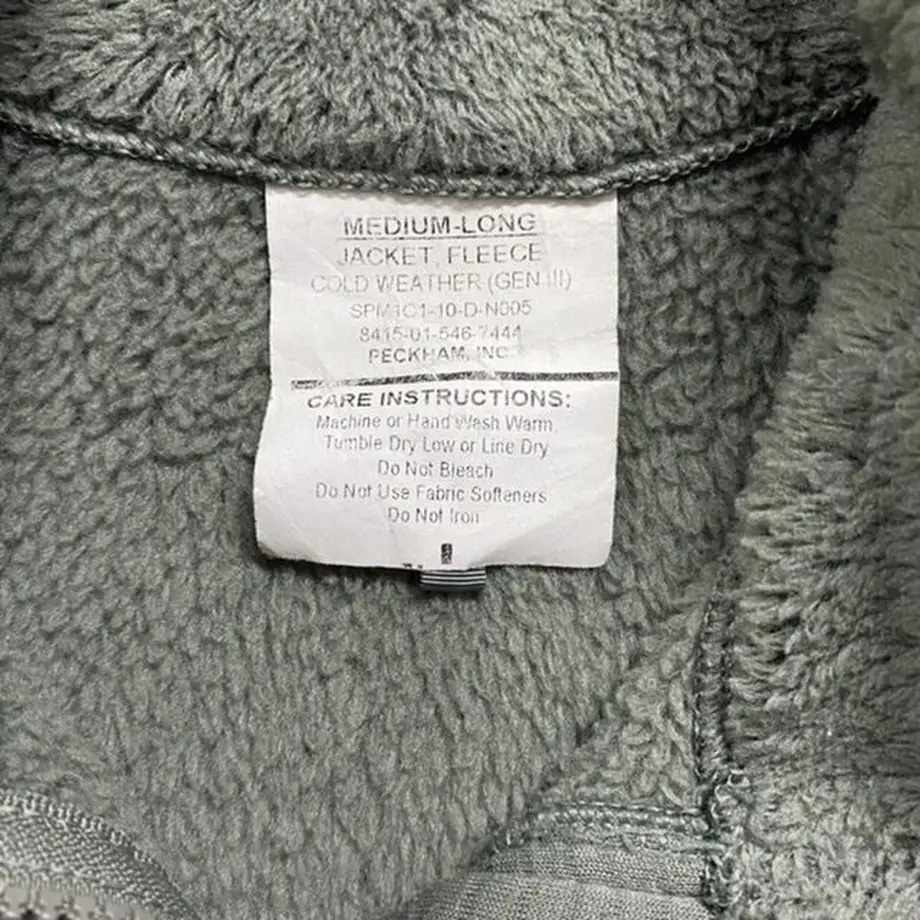 MEDIUM-LONG
JACKET, FLEECE
COLD WEATHER (GEN III)
SPM1C1-10-D-N005
8415-01-546-7444
PECKHAM, INC.
CARE INSTRUCTIONS:
Machine or Hand Wash Warm,
Tumble Dry Low or Line Dry
Do Not Bleach
Do Not Use Fabric Softeners
Do Not Iron